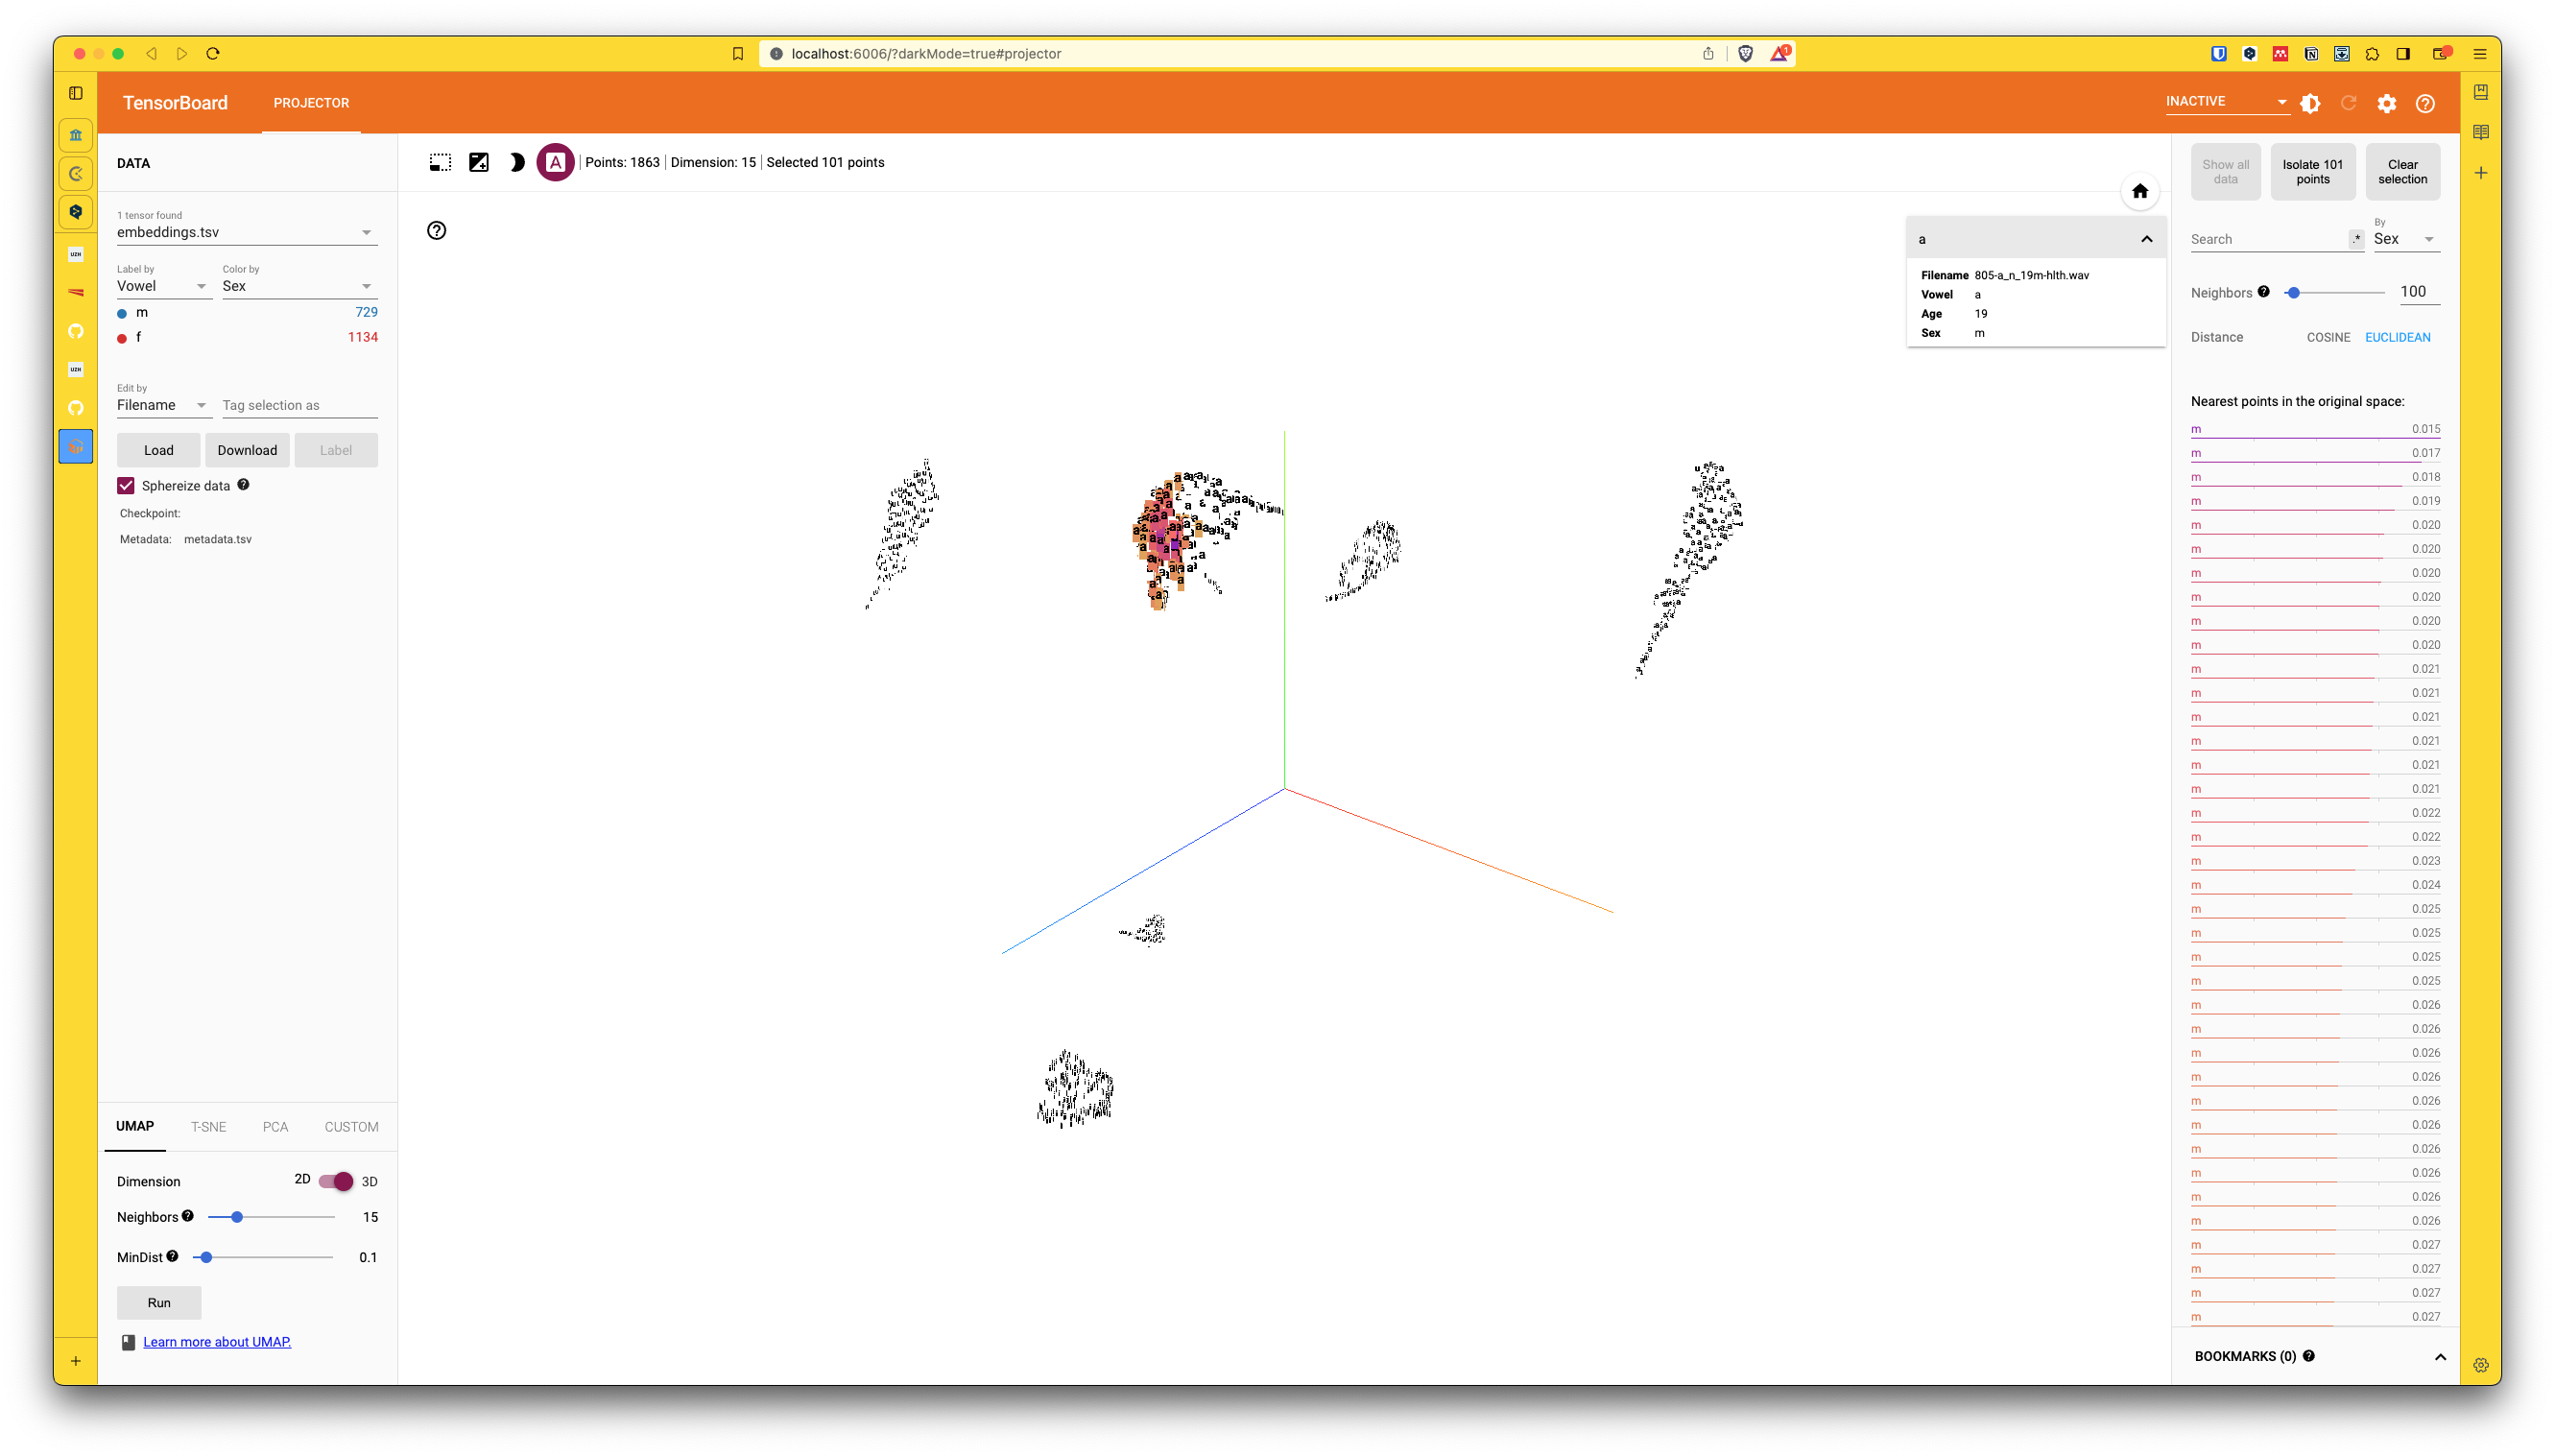 localhost:6006/?darkMode=true#projector
1
TensorBoard
PROJECTOR
INACTIVE
DATA
Points: 1863 | Dimension: 15 | Selected 101 points
1 tensor found
embeddings.tsv
Label by
Vowel
Color by
Sex
m 729
f 1134
Edit by
Filename
Tag selection as
Load
Download
Label
Sphereize data
Checkpoint:
Metadata: metadata.tsv
UMAP
T-SNE
PCA
CUSTOM
Dimension 2D 3D
Neighbors 15
MinDist 0.1
Run
Learn more about UMAP.
a
Filename 805-a_n_19m-hlth.wav
Vowel a
Age 19
Sex m
Show all data
Isolate 101 points
Clear selection
Search
.*
By
Sex
Neighbors 100
Distance COSINE EUCLIDEAN
Nearest points in the original space:
m 0.015
m 0.017
m 0.018
m 0.019
m 0.020
m 0.020
m 0.020
m 0.020
m 0.020
m 0.020
m 0.021
m 0.021
m 0.021
m 0.021
m 0.021
m 0.021
m 0.022
m 0.022
m 0.023
m 0.024
m 0.025
m 0.025
m 0.025
m 0.025
m 0.026
m 0.026
m 0.026
m 0.026
m 0.026
m 0.026
m 0.026
m 0.026
m 0.026
m 0.026
m 0.027
m 0.027
m 0.027
m 0.027
BOOKMARKS (0)